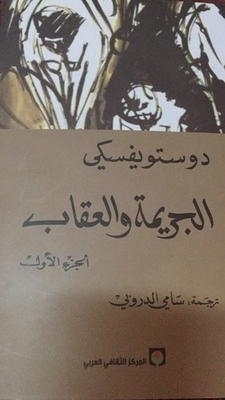 دوستويفسكي
الجريمة والعقاب
الجزء الأول
ترجمة: سامي الدروبي
المركز الثقافي العربي